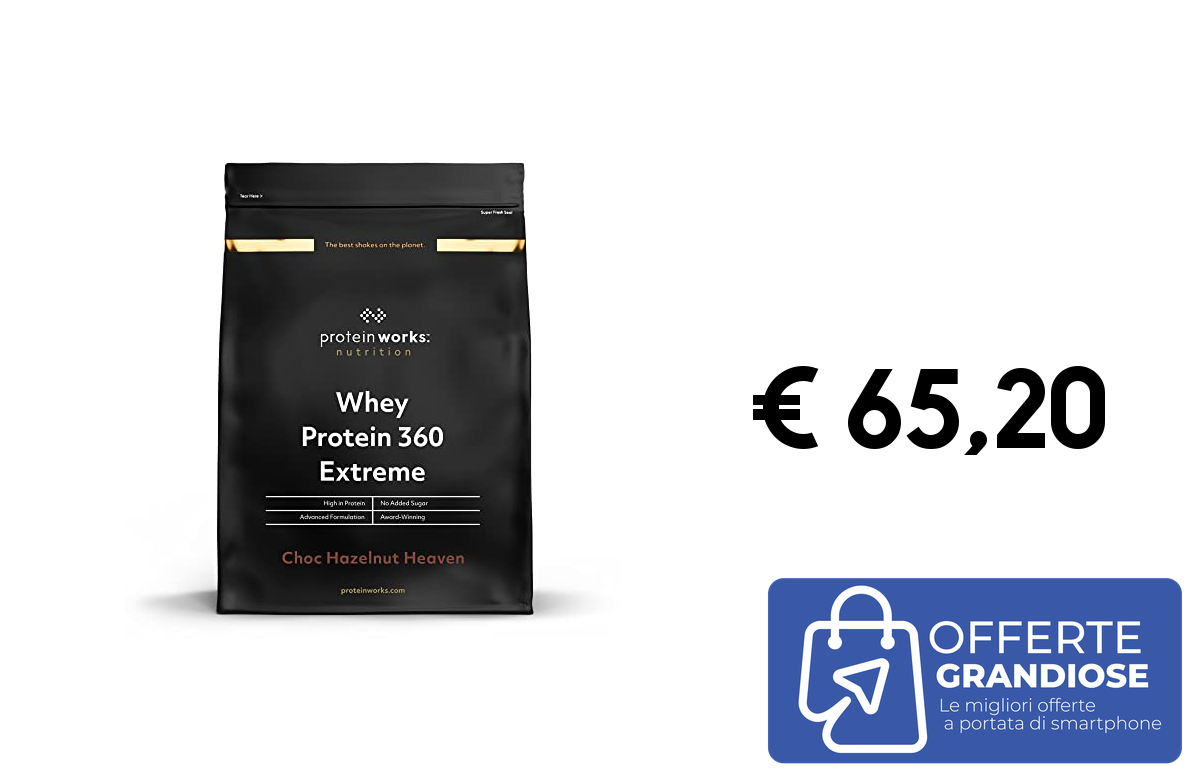 Tear Here >
Super Fresh Seal
The best shakes on the planet.
protein works™
nutrition
Whey
Protein 360
Extreme
High in Protein
No Added Sugar
Advanced Formulation
Award-Winning
Choc Hazelnut Heaven
proteinworks.com
€ 65,20
OFFERTE
GRANDIOSE
Le migliori offerte
a portata di smartphone